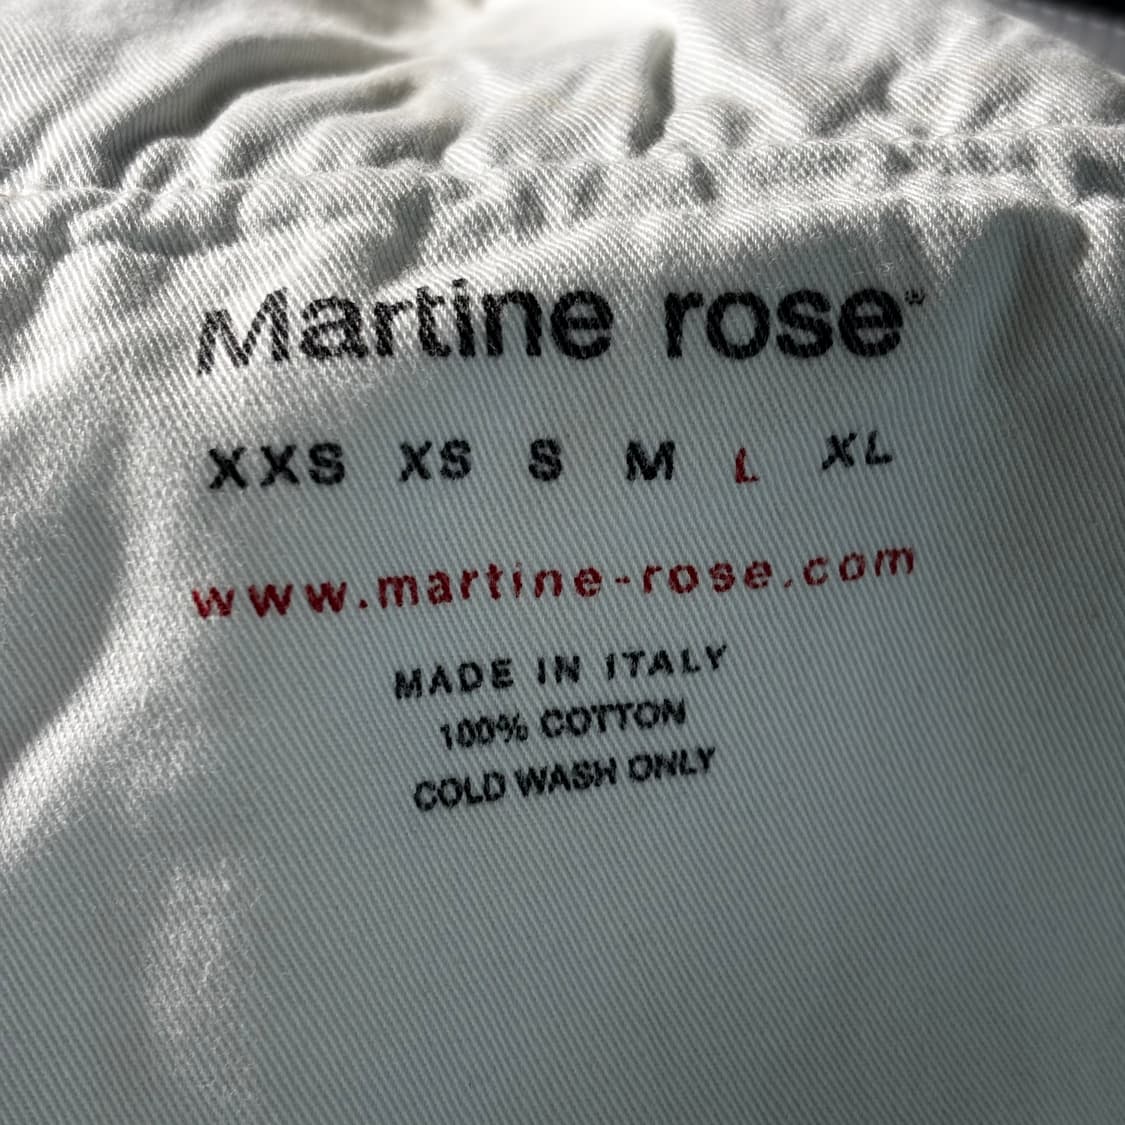 Martine rose®
XXS XS S M L XL
www.martine-rose.com
MADE IN ITALY
100% COTTON
COLD WASH ONLY